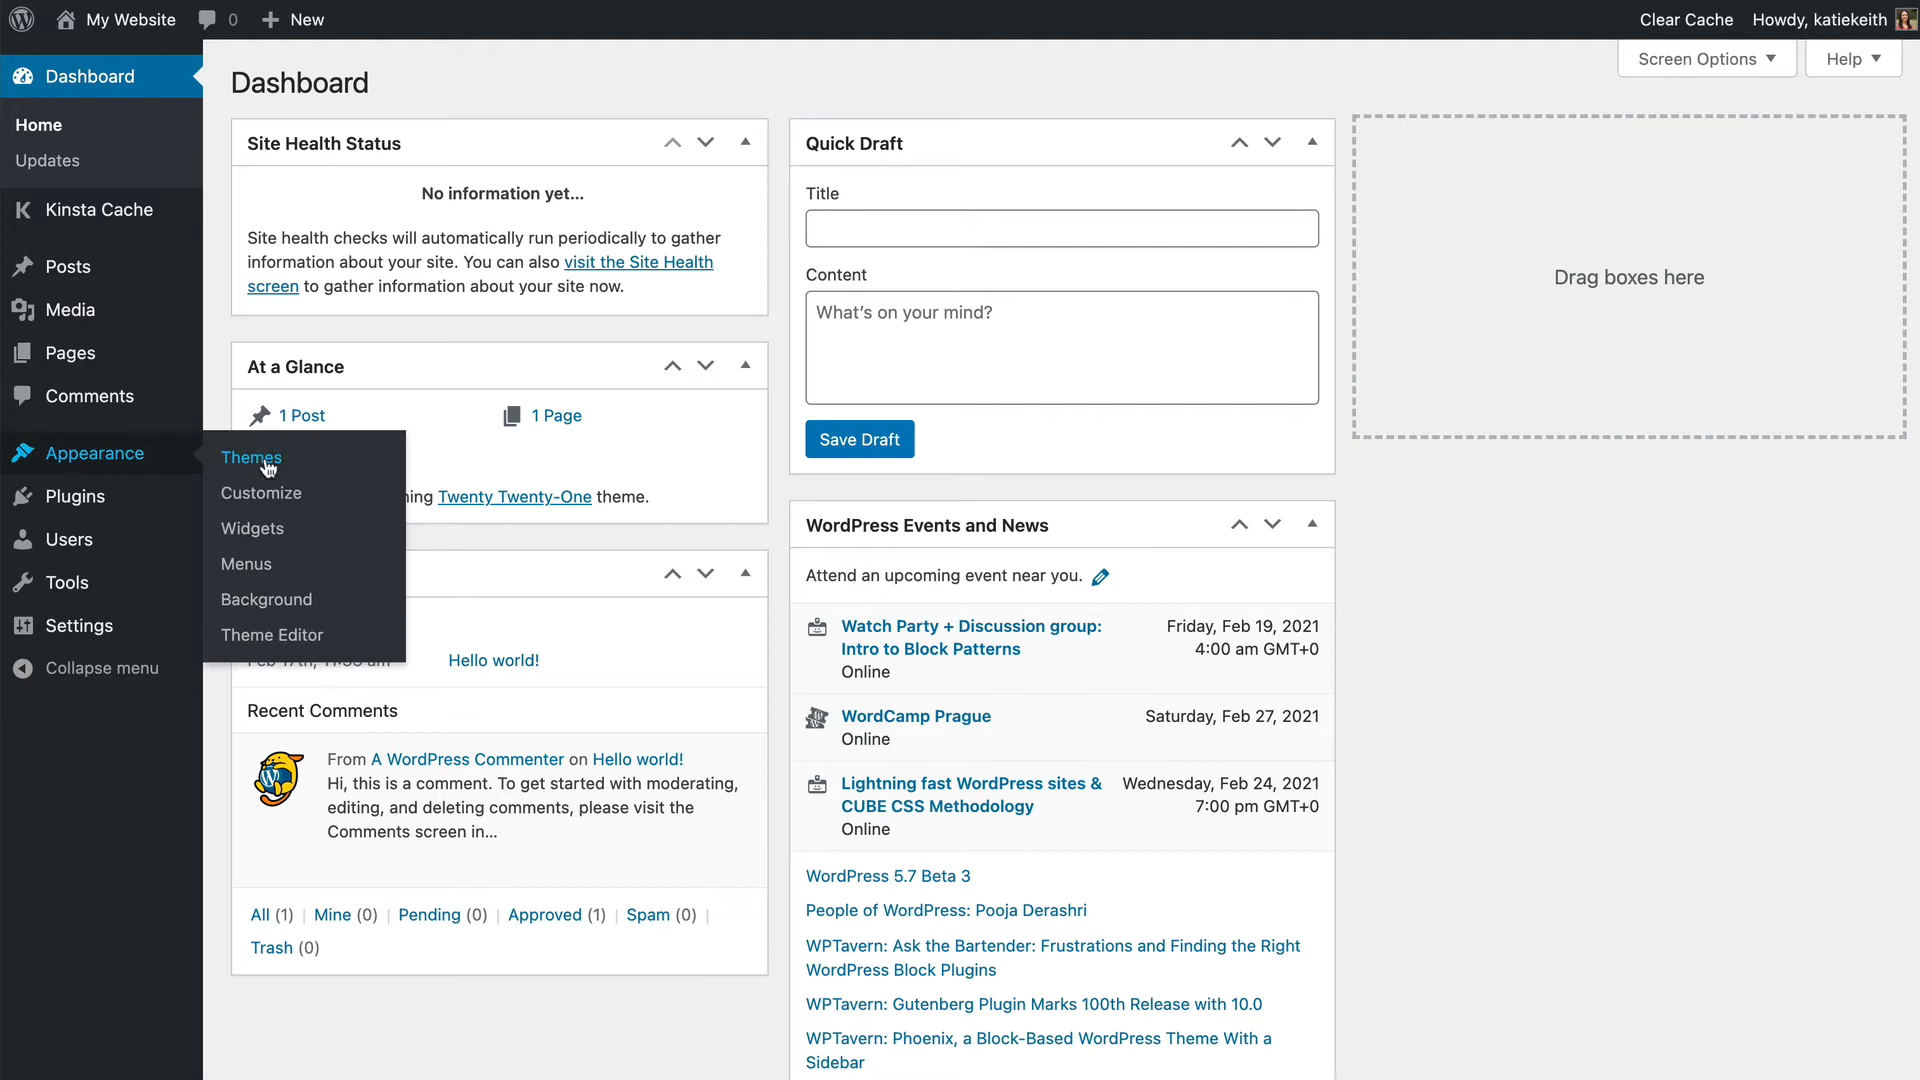 My Website 0 New Clear Cache Howdy, katiekeith
Screen Options Help
Dashboard
Home
Updates
Kinsta Cache
Posts
Media
Pages
Comments
Appearance
Plugins
Users
Tools
Settings
Collapse menu
Themes
Customize
Widgets
Menus
Background
Theme Editor
Dashboard
Site Health Status
No information yet...
Site health checks will automatically run periodically to gather
information about your site. You can also visit the Site Health
screen to gather information about your site now.
At a Glance
1 Post 1 Page
Twenty Twenty-One theme.
Hello world!
Recent Comments
From A WordPress Commenter on Hello world!
Hi, this is a comment. To get started with moderating,
editing, and deleting comments, please visit the
Comments screen in...
All (1) | Mine (0) | Pending (0) | Approved (1) | Spam (0) |
Trash (0)
Quick Draft
Title
Content
What's on your mind?
Save Draft
WordPress Events and News
Attend an upcoming event near you.
Watch Party + Discussion group: Friday, Feb 19, 2021
Intro to Block Patterns 4:00 am GMT+0
Online
WordCamp Prague Saturday, Feb 27, 2021
Online
Lightning fast WordPress sites & Wednesday, Feb 24, 2021
CUBE CSS Methodology 7:00 pm GMT+0
Online
WordPress 5.7 Beta 3
People of WordPress: Pooja Derashri
WPTavern: Ask the Bartender: Frustrations and Finding the Right
WordPress Block Plugins
WPTavern: Gutenberg Plugin Marks 100th Release with 10.0
WPTavern: Phoenix, a Block-Based WordPress Theme With a
Sidebar
Drag boxes here